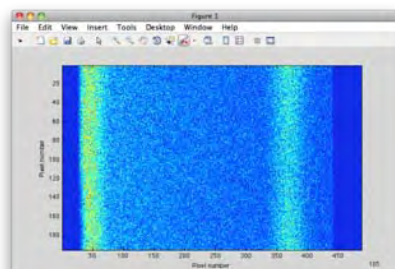 Figure 1
File Edit View Insert Tools Desktop Window Help
20
40
60
80
100
120
140
160
180
Pixel number
50 100 150 200 250 300 350 400 450
Pixel number
105